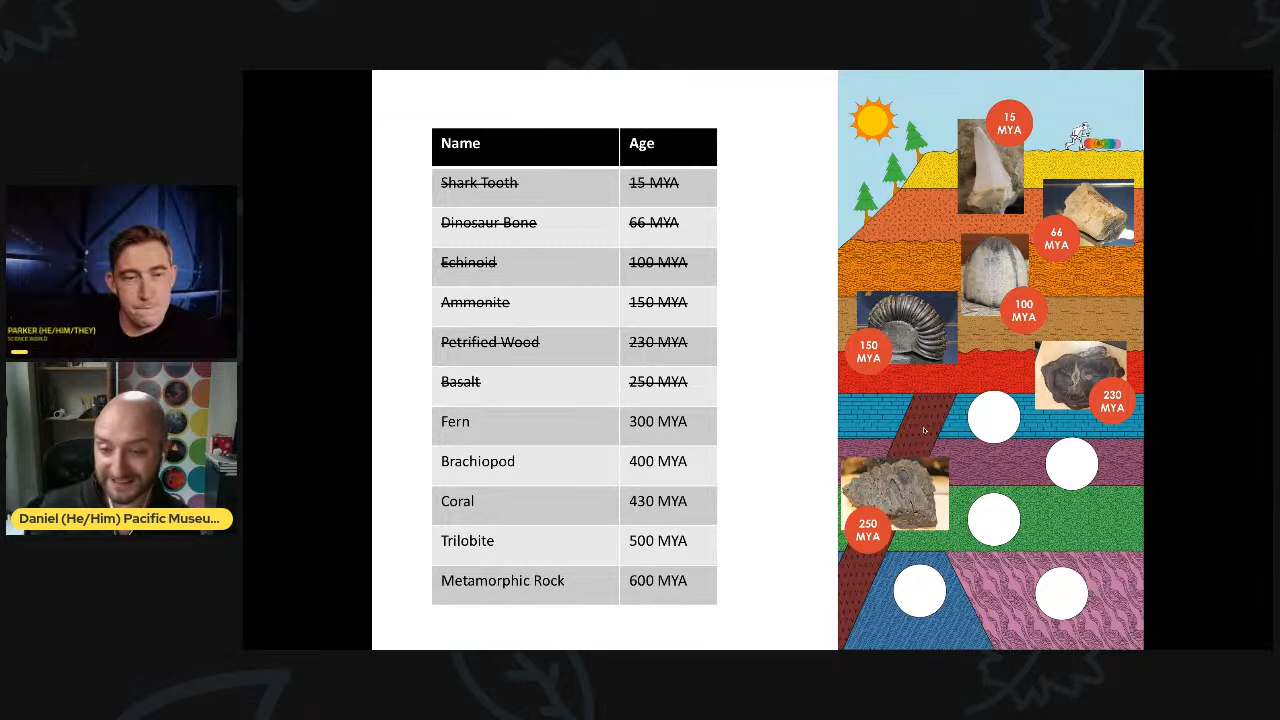 Name Age
Shark Tooth 15 MYA
Dinosaur Bone 66 MYA
Echinoid 100 MYA
Ammonite 150 MYA
Petrified Wood 230 MYA
Basalt 250 MYA
Fern 300 MYA
Brachiopod 400 MYA
Coral 430 MYA
Trilobite 500 MYA
Metamorphic Rock 600 MYA
15
MYA
66
MYA
100
MYA
150
MYA
230
MYA
250
MYA
PARKER (HE/HIM/THEY)
SCIENCE WORLD
Daniel (He/Him) Pacific Museu...